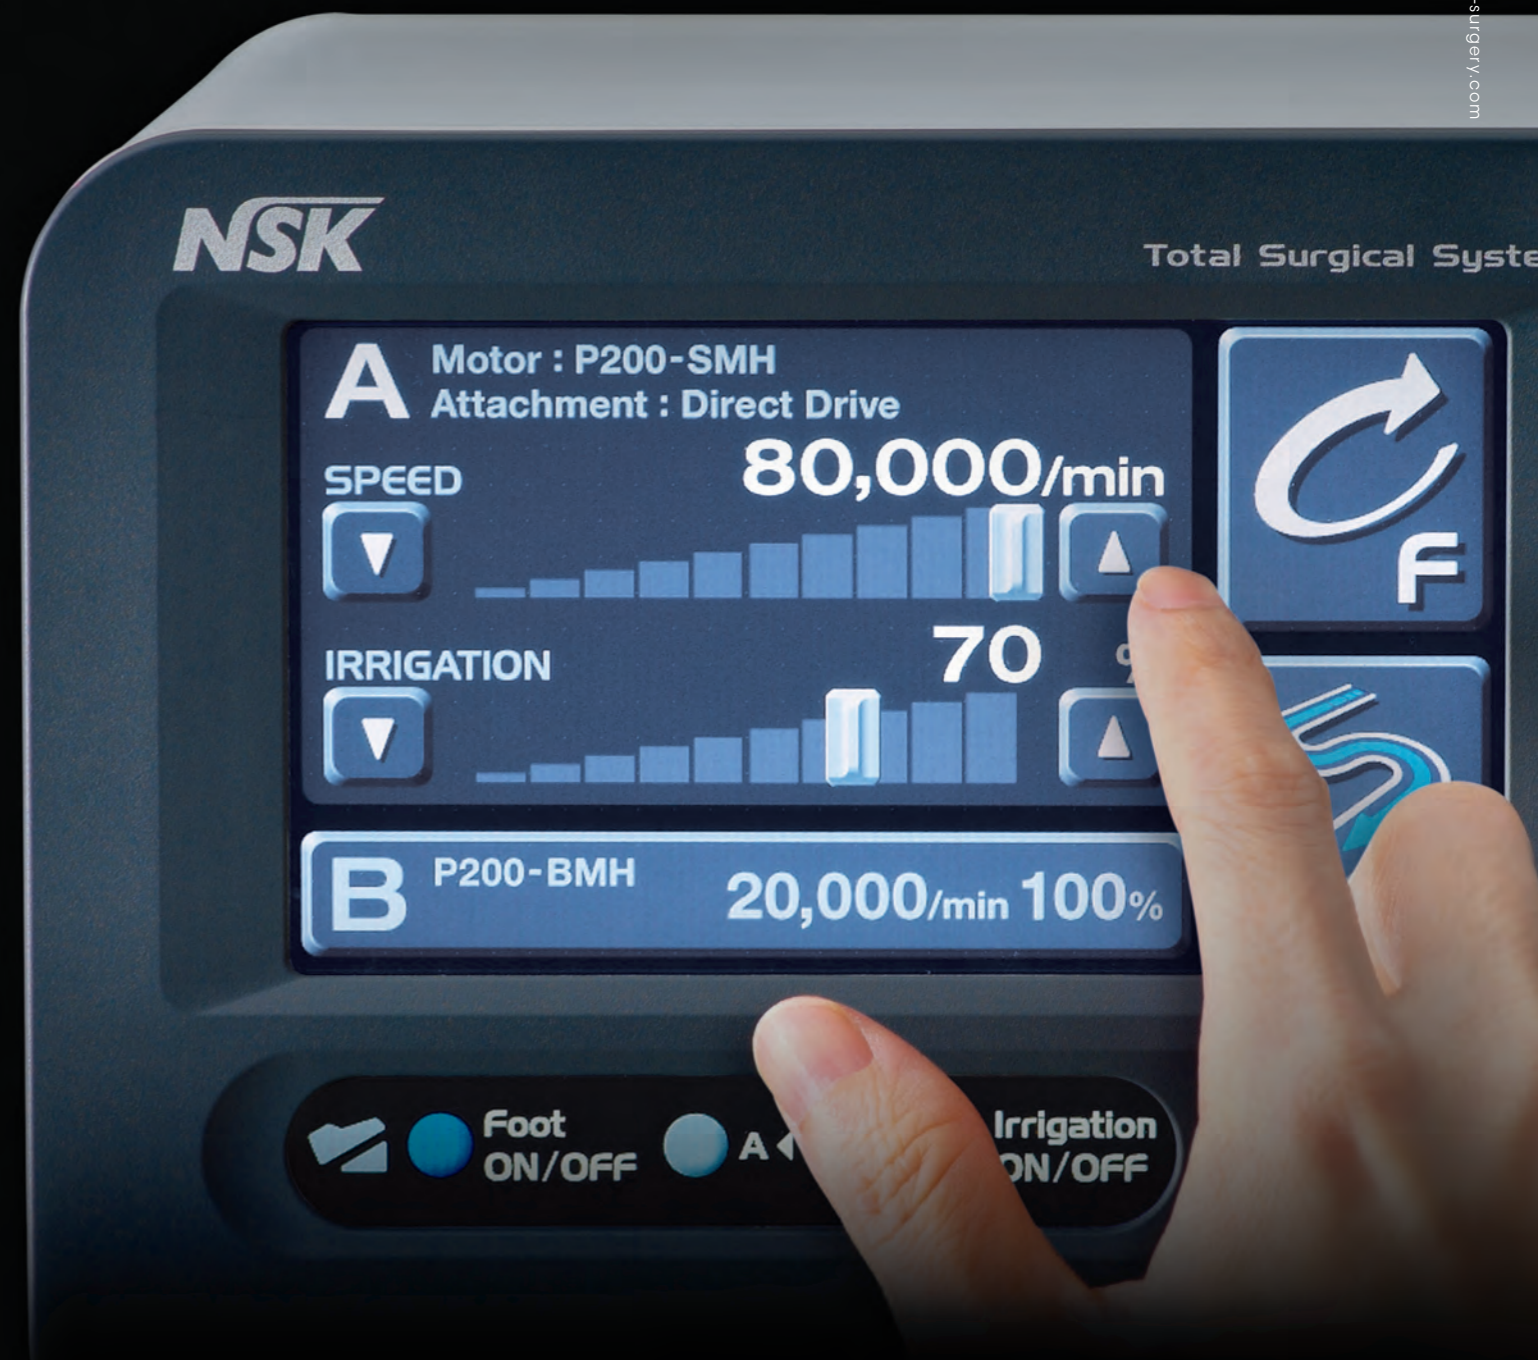 -surgery.com
NSK
Total Surgical Syste
A
Motor : P200-SMH
Attachment : Direct Drive
SPEED
80,000/min
F
IRRIGATION
70
B
P200-BMH
20,000/min 100%
Foot
ON/OFF
A
Irrigation
ON/OFF